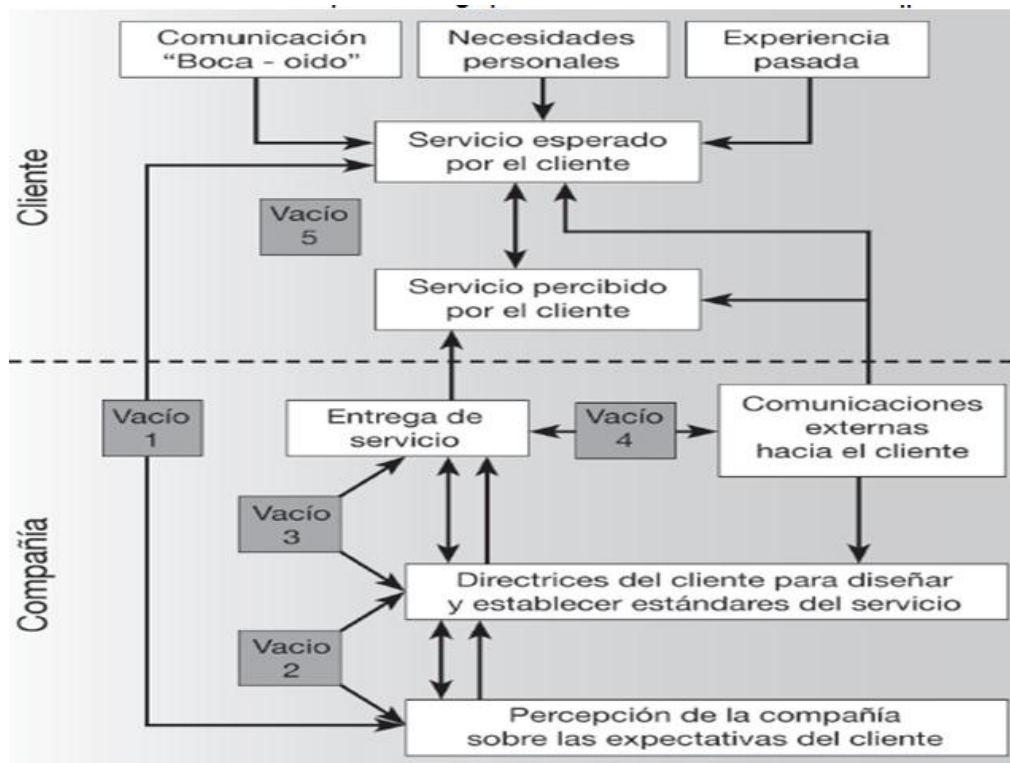 Comunicación
“Boca - oido”
Necesidades
personales
Experiencia
pasada
Servicio esperado
por el cliente
Cliente
Vacío
5
Servicio percibido
por el cliente
Vacío
1
Entrega de
servicio
Vacío
4
Comunicaciones
externas
hacia el cliente
Compañía
Vacío
3
Directrices del cliente para diseñar
y establecer estándares del servicio
Vacio
2
Percepción de la compañía
sobre las expectativas del cliente